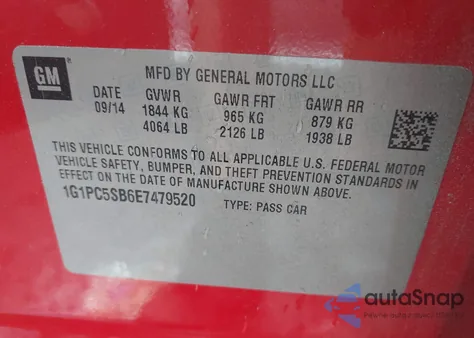 GM
MFD BY GENERAL MOTORS LLC
DATE GVWR GAWR FRT GAWR RR
09/14 1844 KG 965 KG 879 KG
4064 LB 2126 LB 1938 LB
THIS VEHICLE CONFORMS TO ALL APPLICABLE U.S. FEDERAL MOTOR
VEHICLE SAFETY, BUMPER, AND THEFT PREVENTION STANDARDS IN
EFFECT ON THE DATE OF MANUFACTURE SHOWN ABOVE.
1G1PC5SB6E7479520 TYPE: PASS CAR
autoSnap